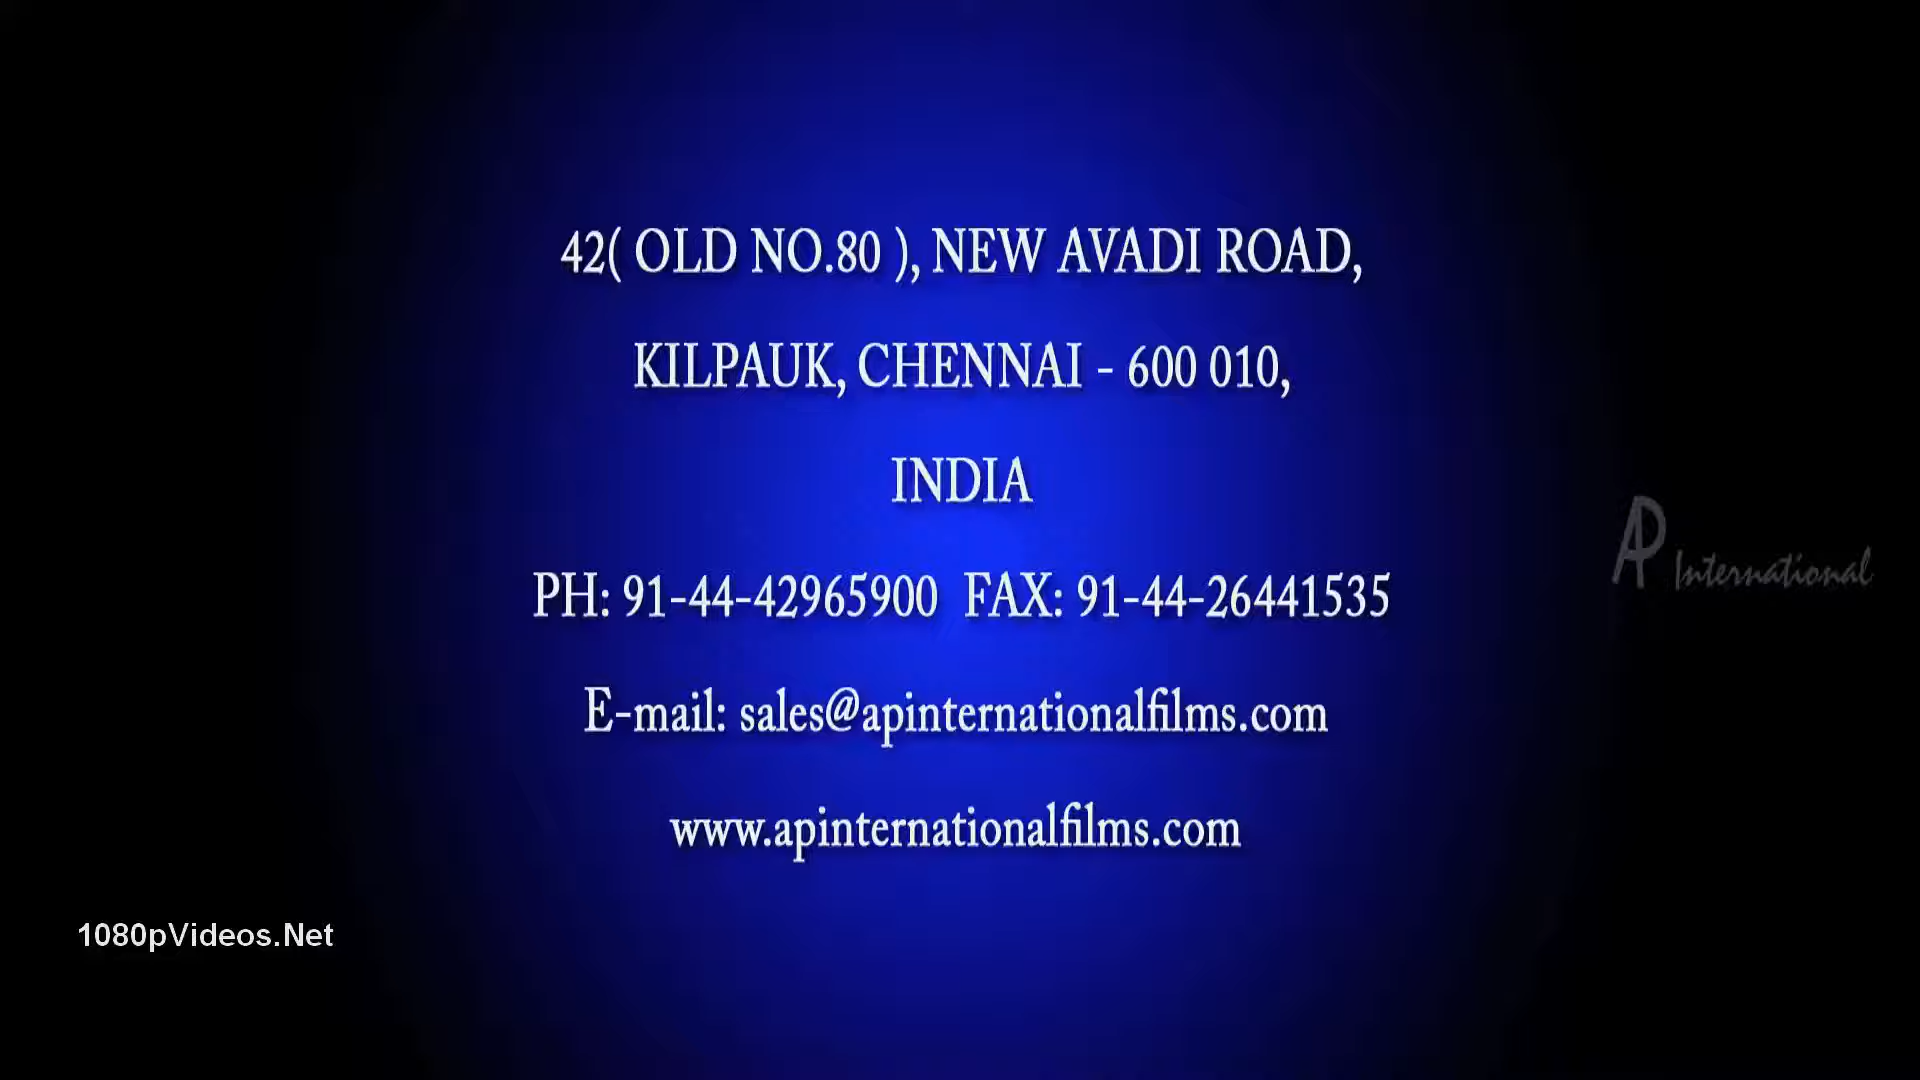 42( OLD NO.80 ), NEW AVADI ROAD,
KILPAUK, CHENNAI - 600 010,
INDIA
AP International
PH: 91-44-42965900  FAX: 91-44-26441535
E-mail: sales@apinternationalfilms.com
www.apinternationalfilms.com
1080pVideos.Net